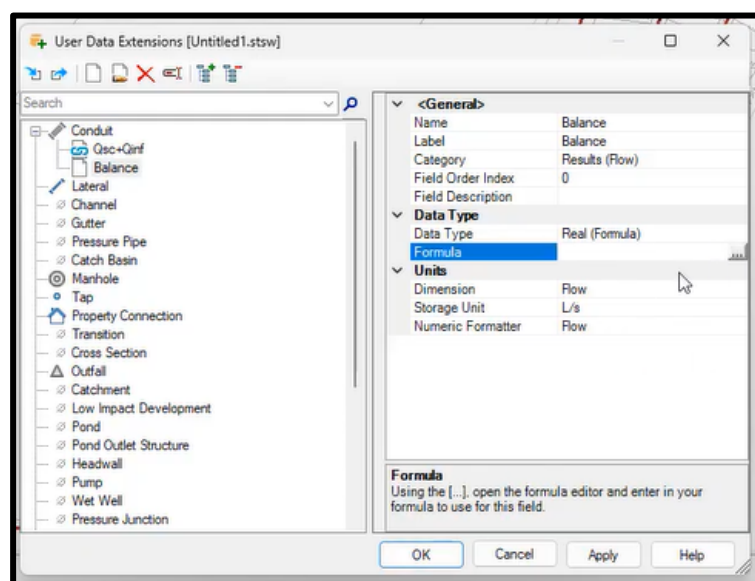 User Data Extensions [Untitled1.stsw]
Search
Conduit
Qsc+Qinf
Balance
Lateral
Channel
Gutter
Pressure Pipe
Catch Basin
Manhole
Tap
Property Connection
Transition
Cross Section
Outfall
Catchment
Low Impact Development
Pond
Pond Outlet Structure
Headwall
Pump
Wet Well
Pressure Junction
<General>
Name Balance
Label Balance
Category Results (Flow)
Field Order Index 0
Field Description
Data Type
Data Type Real (Formula)
Formula ...
Units
Dimension Flow
Storage Unit L/s
Numeric Formatter Flow
Formula
Using the [...], open the formula editor and enter in your
formula to use for this field.
OK Cancel Apply Help